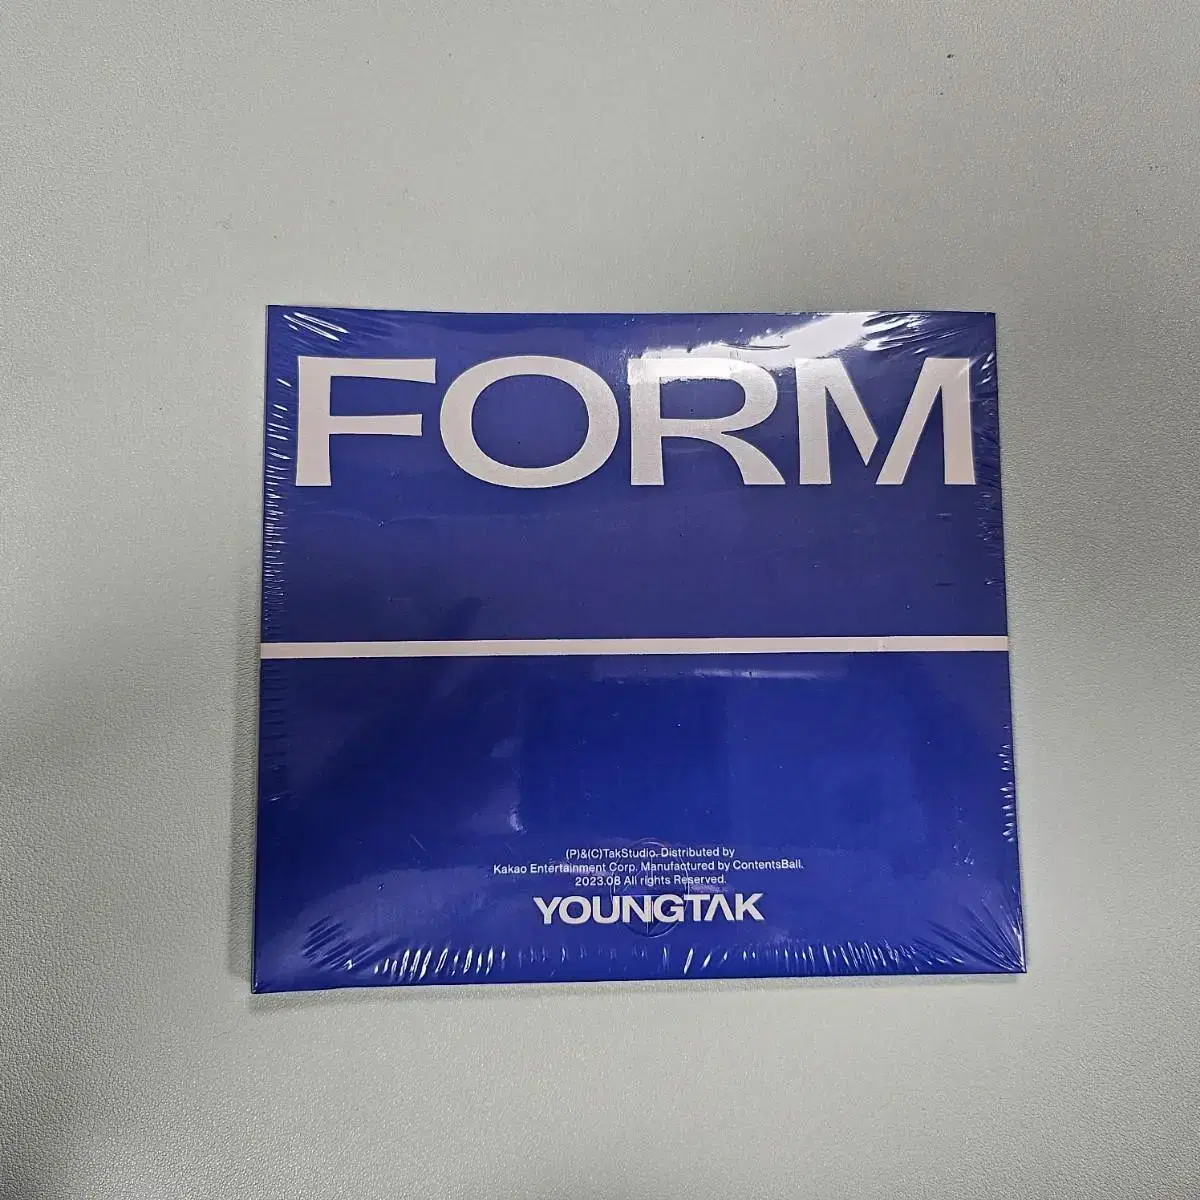 FORM
(P)&(C)TakStudio. Distributed by
Kakao Entertainment Corp. Manufactured by ContentsBall.
2023.08 All rights Reserved.
YOUNGTAK